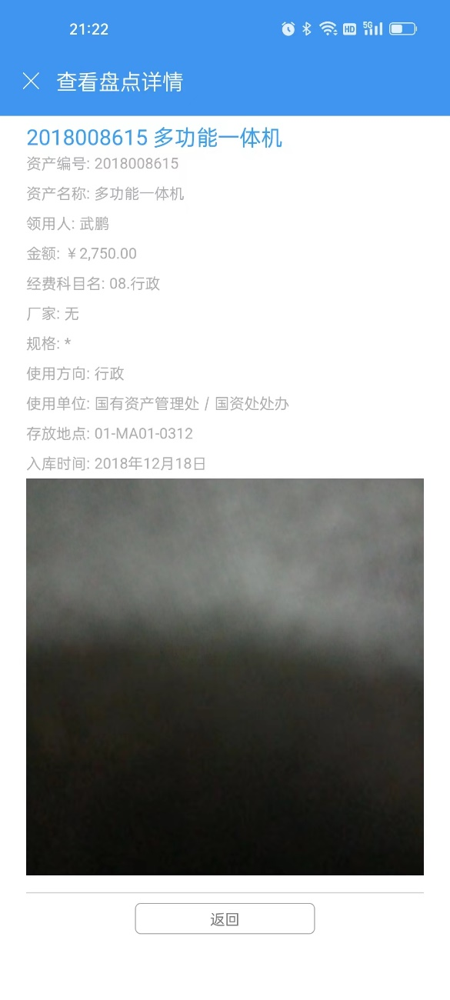 21:22
HD 5G
查看盘点详情
2018008615 多功能一体机
资产编号: 2018008615
资产名称: 多功能一体机
领用人: 武鹏
金额: ￥2,750.00
经费科目名: 08.行政
厂家: 无
规格: *
使用方向: 行政
使用单位: 国有资产管理处 / 国资处处办
存放地点: 01-MA01-0312
入库时间: 2018年12月18日
返回